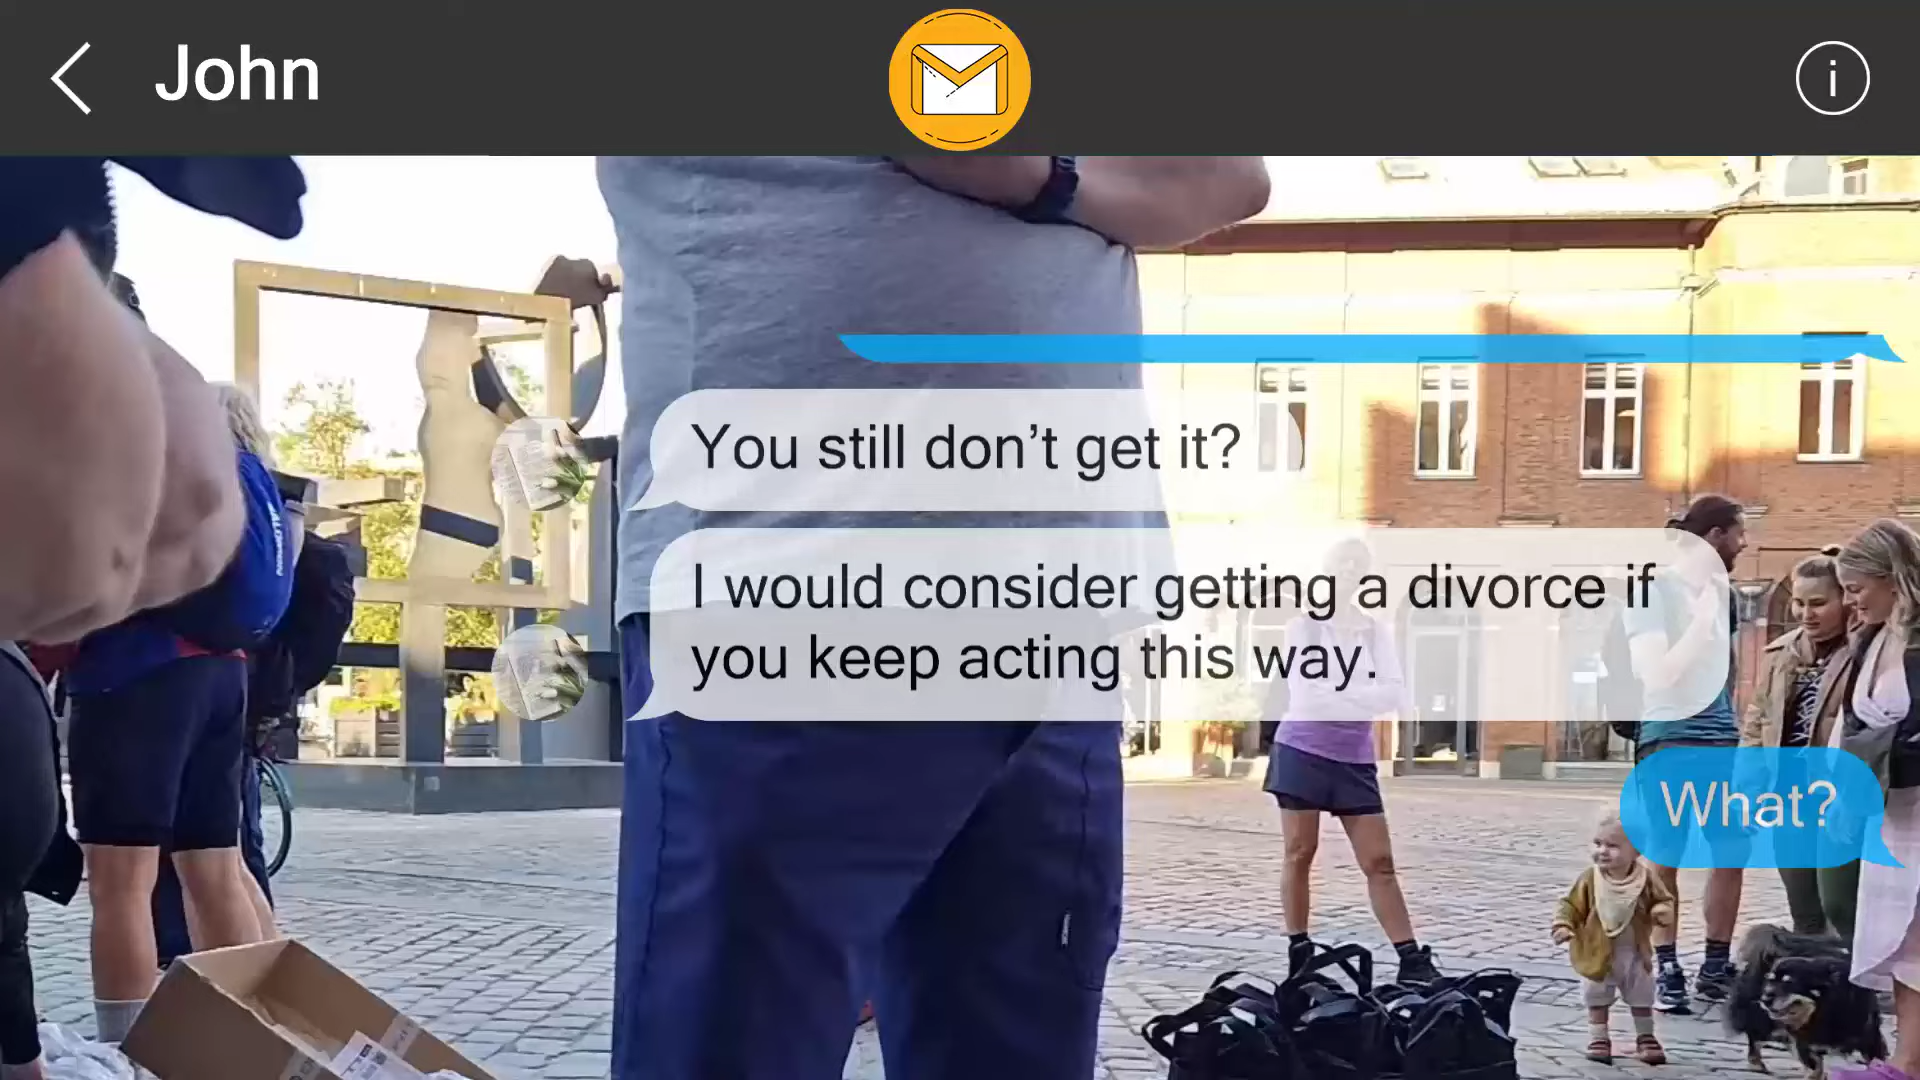 John
You still don’t get it?
I would consider getting a divorce if
you keep acting this way.
What?